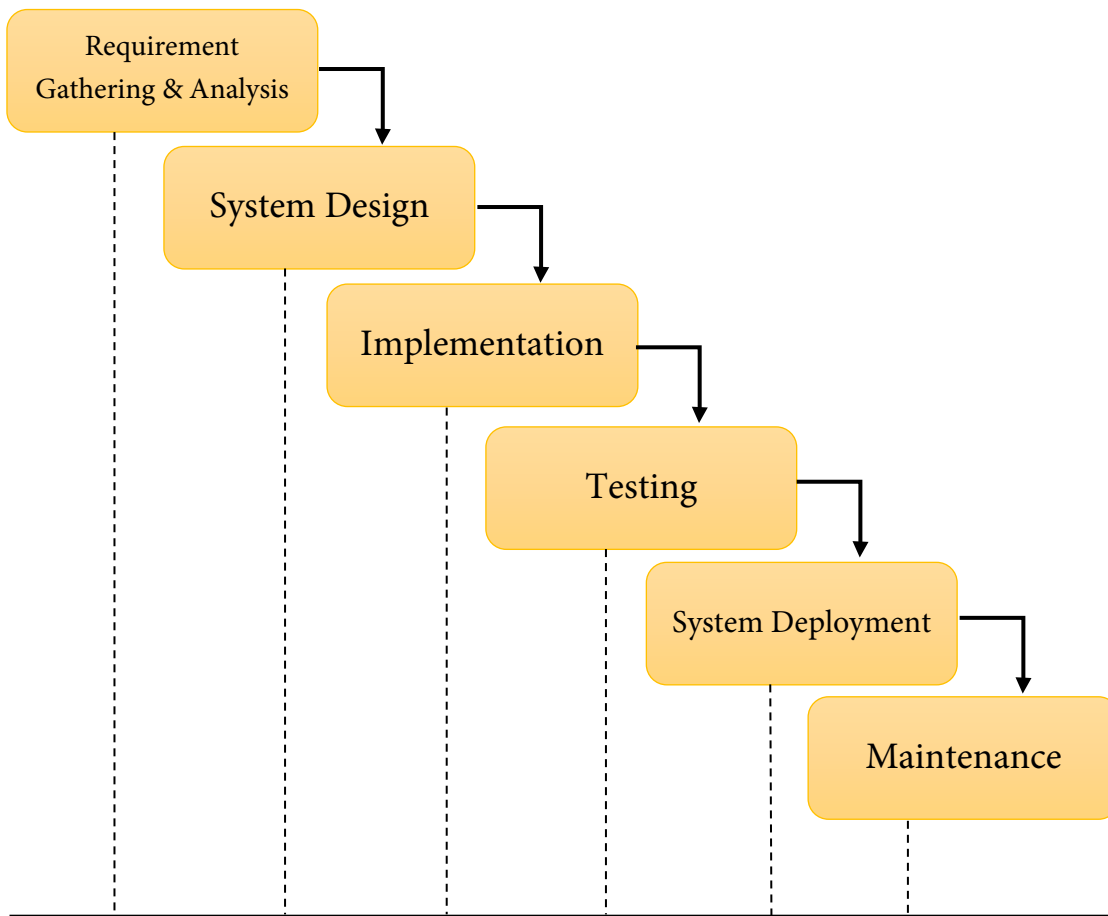 Requirement
Gathering & Analysis
System Design
Implementation
Testing
System Deployment
Maintenance